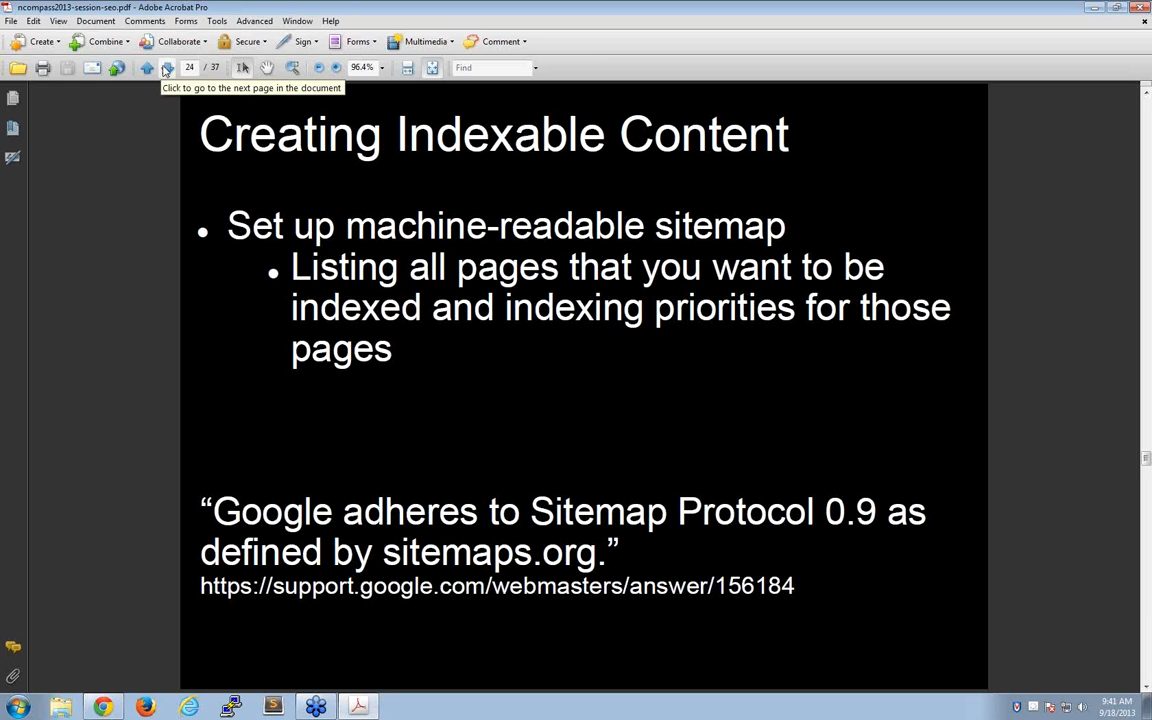 ncompass2013-session-seo.pdf - Adobe Acrobat Pro
File Edit View Document Comments Forms Tools Advanced Window Help
Create Combine Collaborate Secure Sign Forms Multimedia Comment
24 / 37 96.4% Find
Click to go to the next page in the document
Creating Indexable Content
• Set up machine-readable sitemap
• Listing all pages that you want to be
indexed and indexing priorities for those
pages
“Google adheres to Sitemap Protocol 0.9 as
defined by sitemaps.org.”
https://support.google.com/webmasters/answer/156184
9:41 AM
9/18/2013